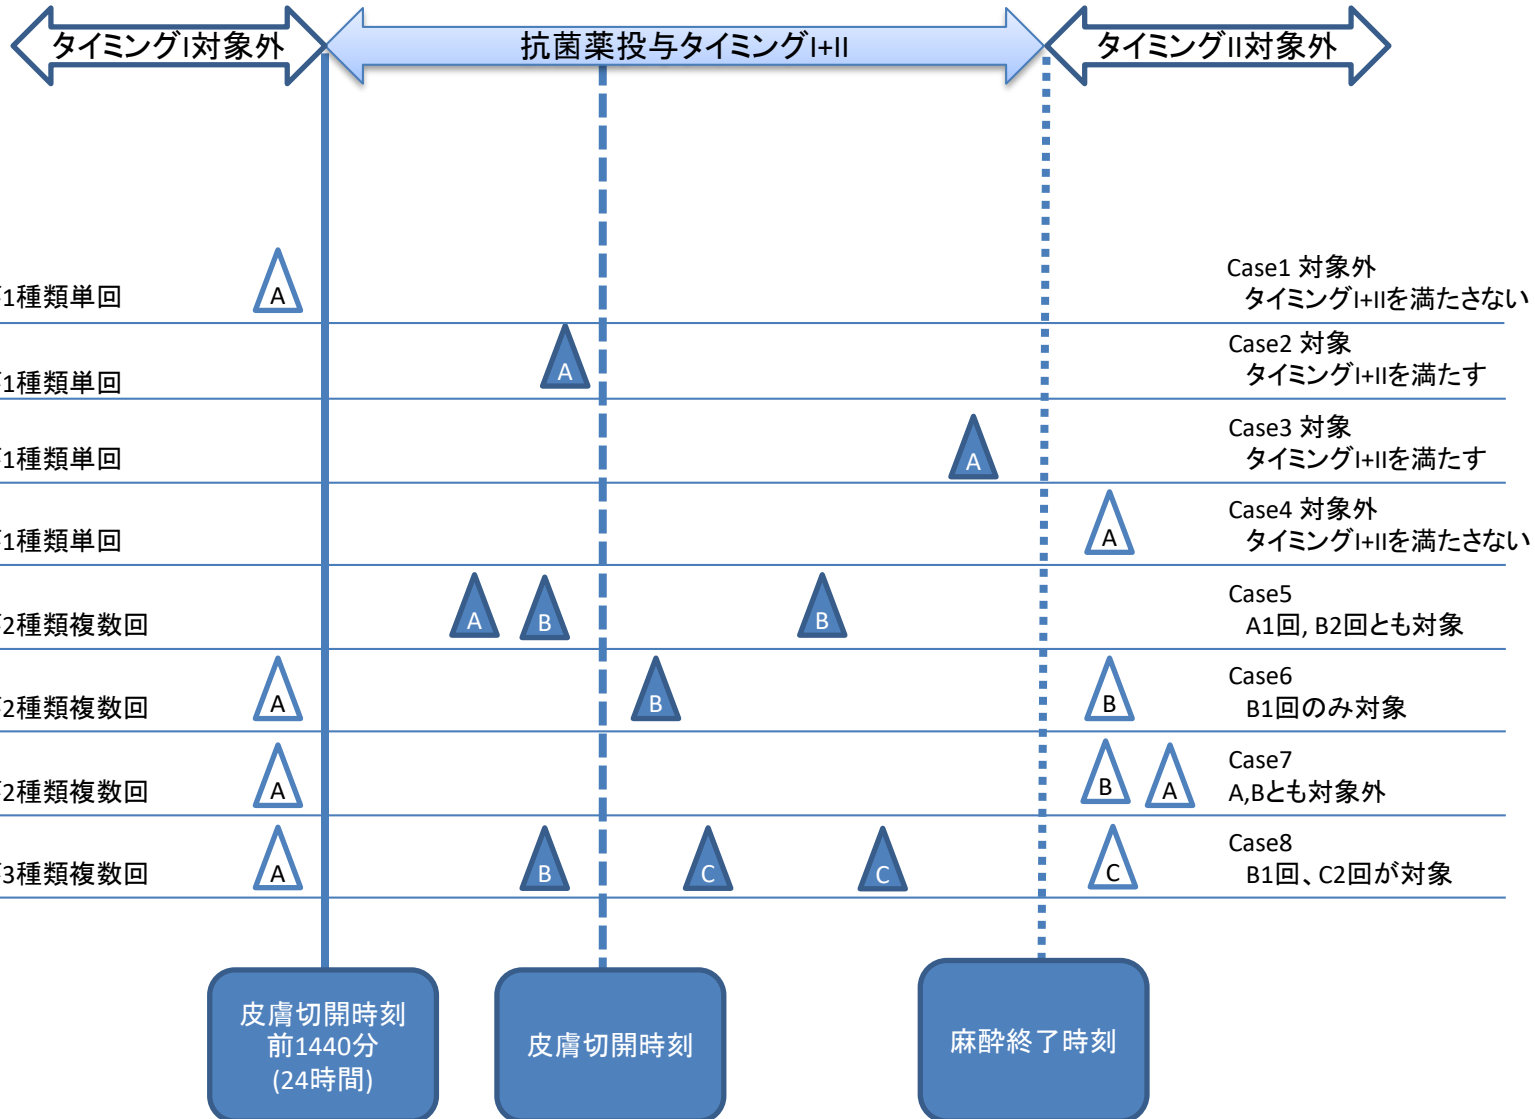 タイミングI対象外
抗菌薬投与タイミングI+II
タイミングII対象外
1種類単回
A
Case1 対象外
タイミングI+IIを満たさない
1種類単回
A
Case2 対象
タイミングI+IIを満たす
1種類単回
A
Case3 対象
タイミングI+IIを満たす
1種類単回
A
Case4 対象外
タイミングI+IIを満たさない
2種類複数回
A
B
B
Case5
A1回, B2回とも対象
2種類複数回
A
B
B
Case6
B1回のみ対象
2種類複数回
A
B
A
Case7
A,Bとも対象外
3種類複数回
A
B
C
C
C
Case8
B1回、C2回が対象
皮膚切開時刻
前1440分
(24時間)
皮膚切開時刻
麻酔終了時刻